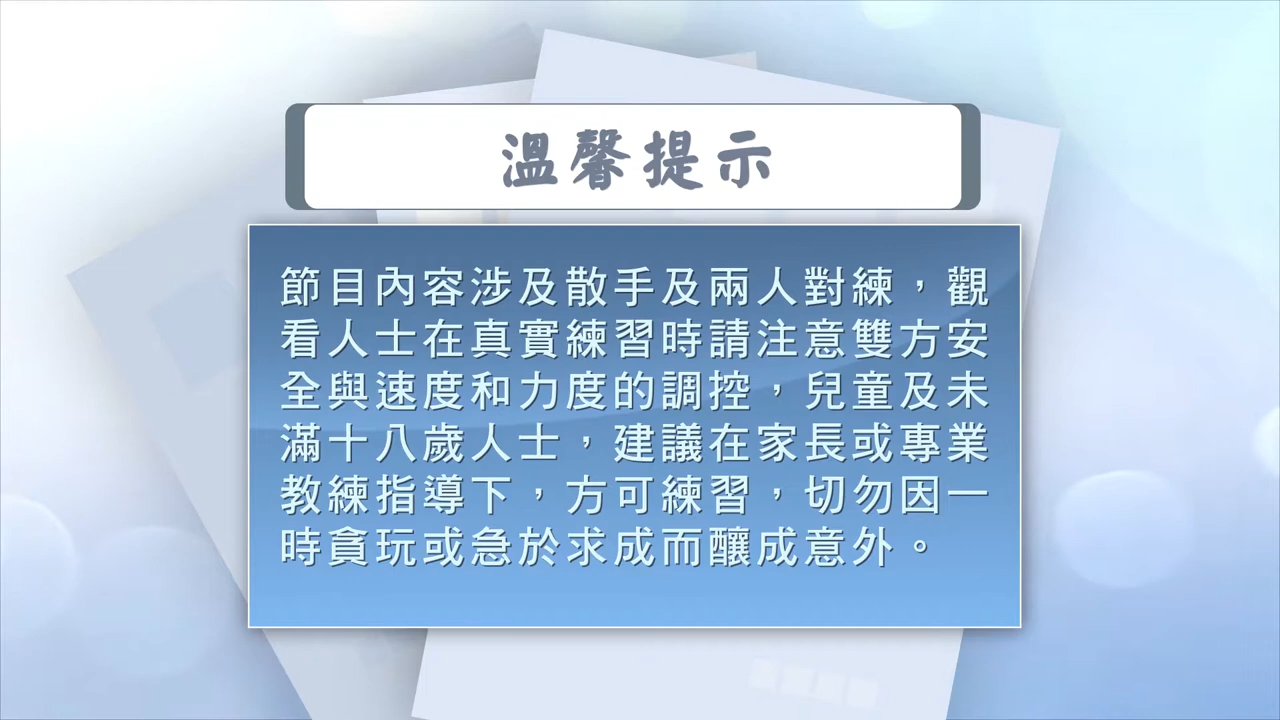 溫馨提示
節目內容涉及散手及兩人對練，觀
看人士在真實練習時請注意雙方安
全與速度和力度的調控，兒童及未
滿十八歲人士，建議在家長或專業
教練指導下，方可練習，切勿因一
時貪玩或急於求成而釀成意外。